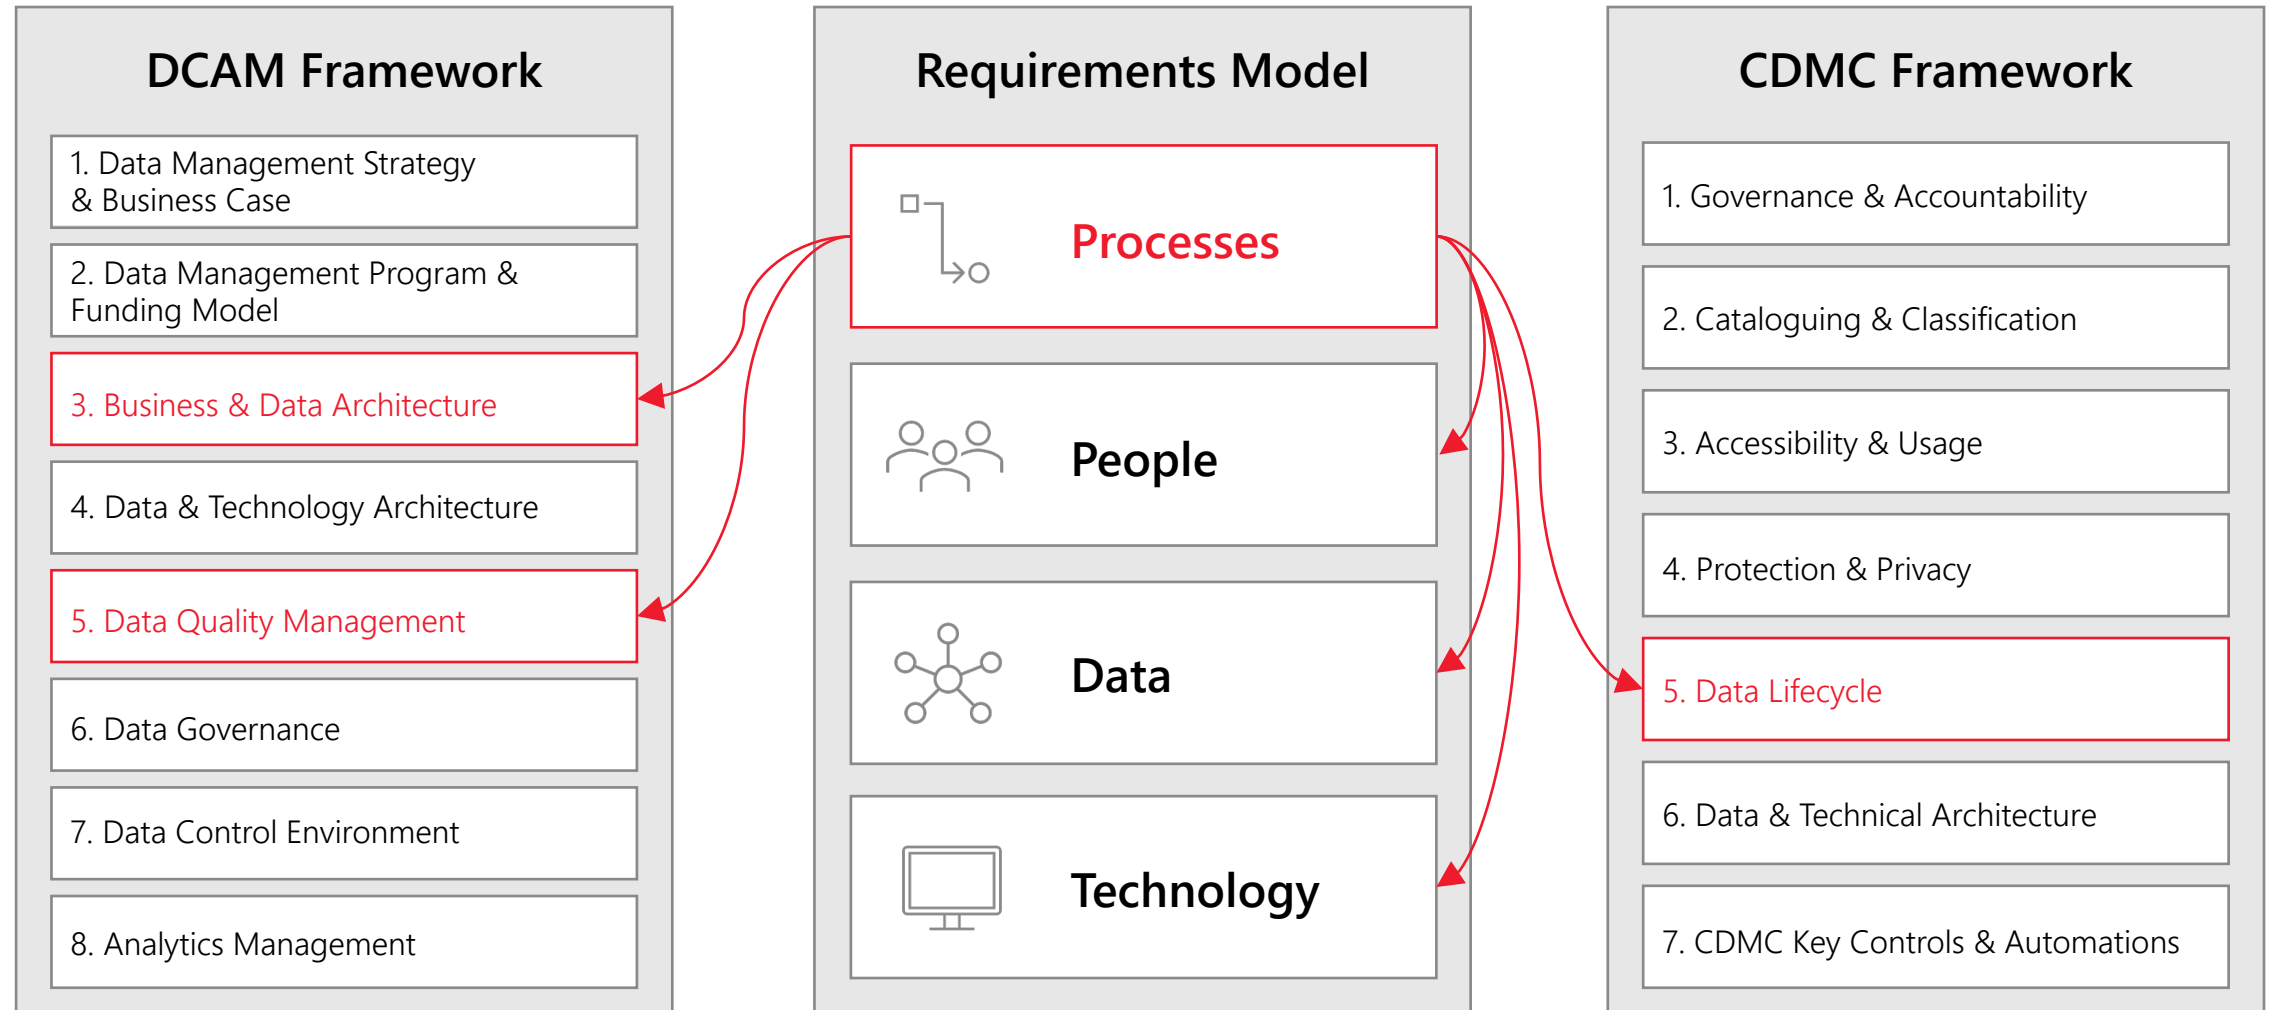 DCAM Framework
1. Data Management Strategy
& Business Case
2. Data Management Program &
Funding Model
3. Business & Data Architecture
4. Data & Technology Architecture
5. Data Quality Management
6. Data Governance
7. Data Control Environment
8. Analytics Management
Requirements Model
Processes
People
Data
Technology
CDMC Framework
1. Governance & Accountability
2. Cataloguing & Classification
3. Accessibility & Usage
4. Protection & Privacy
5. Data Lifecycle
6. Data & Technical Architecture
7. CDMC Key Controls & Automations